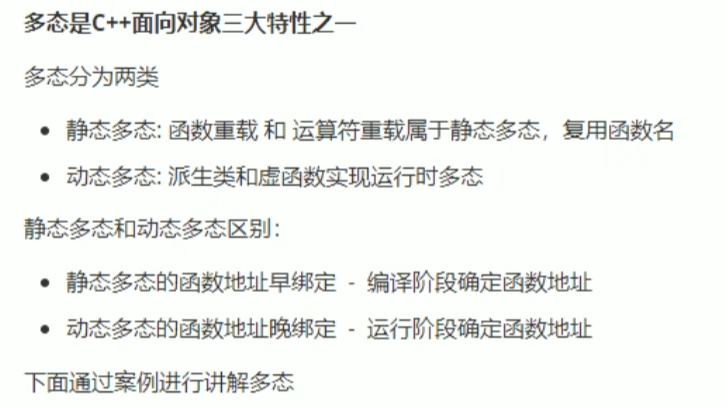 多态是C++面向对象三大特性之一
多态分为两类
• 静态多态: 函数重载 和 运算符重载属于静态多态，复用函数名
• 动态多态: 派生类和虚函数实现运行时多态
静态多态和动态多态区别：
• 静态多态的函数地址早绑定 - 编译阶段确定函数地址
• 动态多态的函数地址晚绑定 - 运行阶段确定函数地址
下面通过案例进行讲解多态